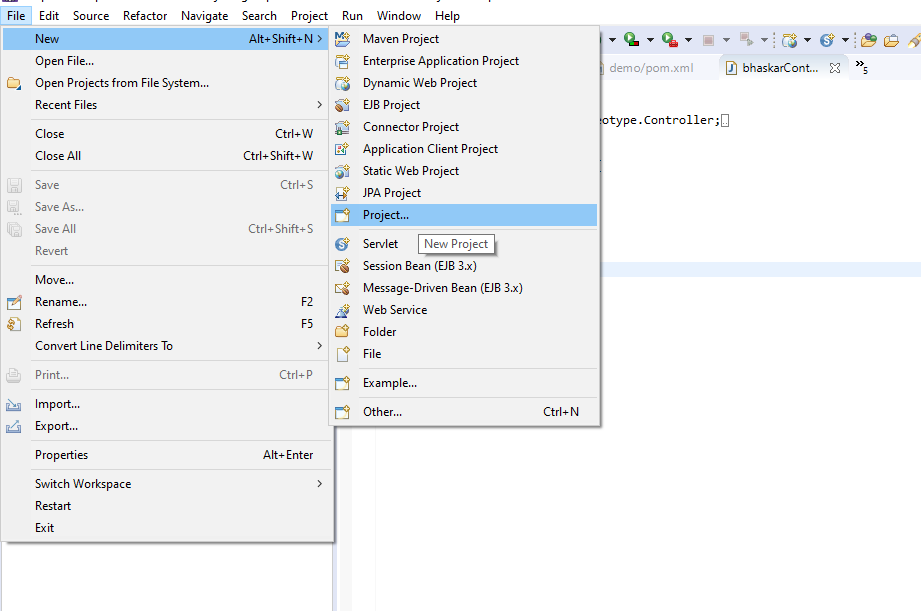 File Edit Source Refactor Navigate Search Project Run Window Help
New Alt+Shift+N >
Open File...
Open Projects from File System...
Recent Files >
Close Ctrl+W
Close All Ctrl+Shift+W
Save Ctrl+S
Save As...
Save All Ctrl+Shift+S
Revert
Move...
Rename... F2
Refresh F5
Convert Line Delimiters To >
Print... Ctrl+P
Import...
Export...
Properties Alt+Enter
Switch Workspace >
Restart
Exit
Maven Project
Enterprise Application Project
Dynamic Web Project
EJB Project
Connector Project
Application Client Project
Static Web Project
JPA Project
Project...
Servlet
New Project
Session Bean (EJB 3.x)
Message-Driven Bean (EJB 3.x)
Web Service
Folder
File
Example...
Other... Ctrl+N
demo/pom.xml bhaskarCont... »5
eotype.Controller;